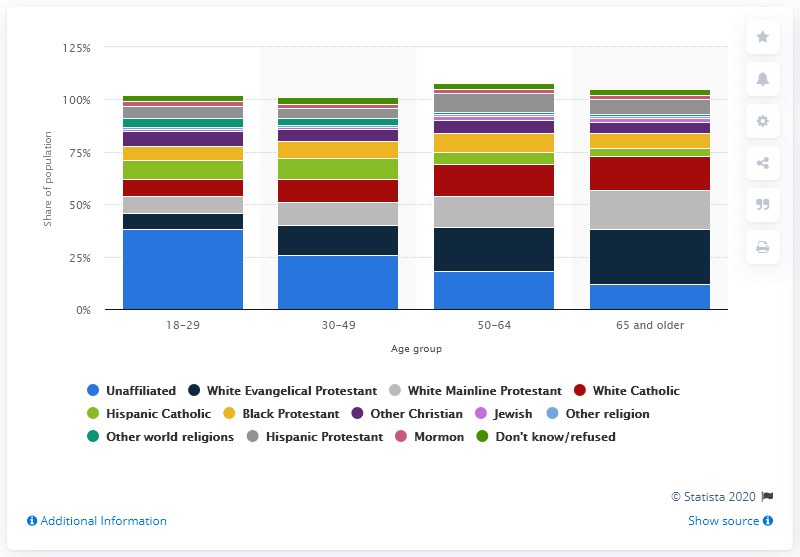 125%
100%
75%
50%
25%
0%
Share of population
18-29 30-49 50-64 65 and older
Age group
Unaffiliated White Evangelical Protestant White Mainline Protestant White Catholic
Hispanic Catholic Black Protestant Other Christian Jewish Other religion
Other world religions Hispanic Protestant Mormon Don't know/refused
© Statista 2020
Additional Information Show source